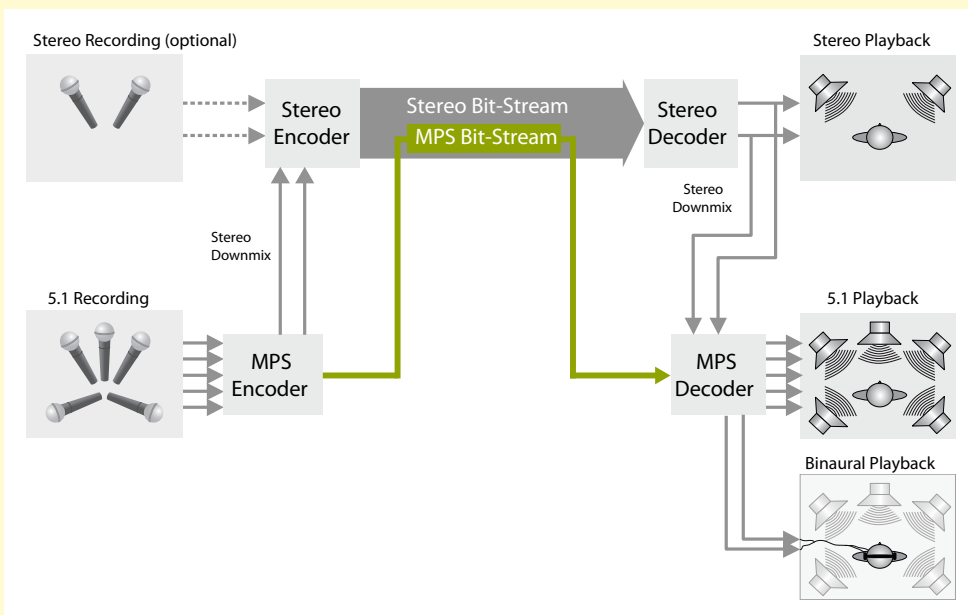 Stereo Recording (optional)
Stereo Playback
Stereo
Encoder
Stereo Bit-Stream
MPS Bit-Stream
Stereo
Decoder
Stereo
Downmix
Stereo
Downmix
5.1 Recording
5.1 Playback
MPS
Encoder
MPS
Decoder
Binaural Playback